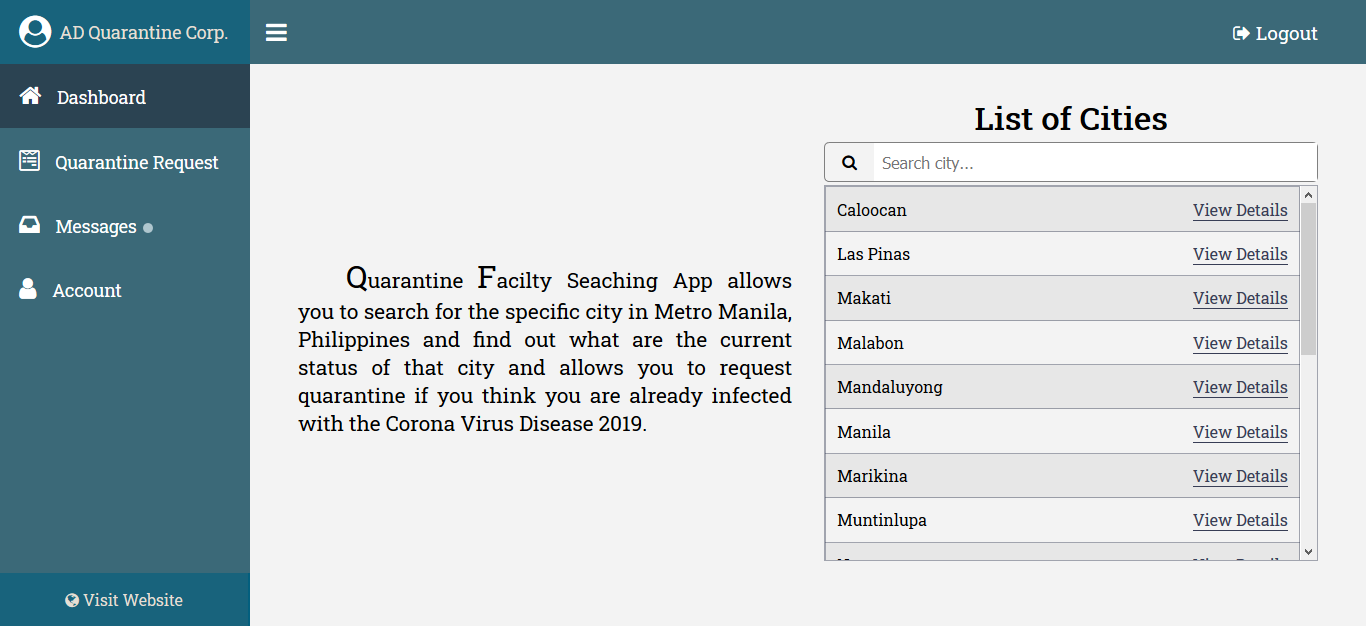 AD Quarantine Corp.
Logout
Dashboard
Quarantine Request
Messages
Account
Visit Website
Quarantine Facilty Seaching App allows
you to search for the specific city in Metro Manila,
Philippines and find out what are the current
status of that city and allows you to request
quarantine if you think you are already infected
with the Corona Virus Disease 2019.
List of Cities
Search city...
Caloocan View Details
Las Pinas View Details
Makati View Details
Malabon View Details
Mandaluyong View Details
Manila View Details
Marikina View Details
Muntinlupa View Details